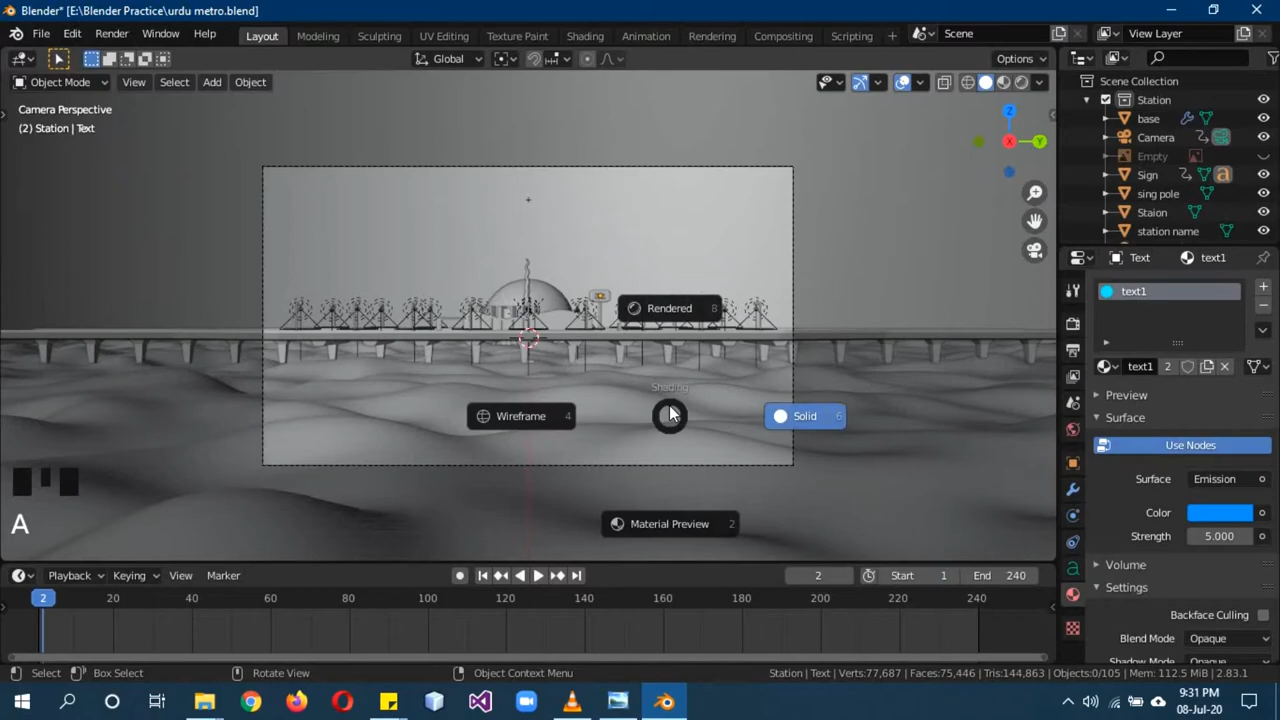 Blender* [E:\Blender Practice\urdu metro.blend]
File Edit Render Window Help Layout Modeling Sculpting UV Editing Texture Paint Shading Animation Rendering Compositing Scripting + Scene View Layer
Global Options
Object Mode View Select Add Object
Camera Perspective
(2) Station | Text
Z
X
Y
Scene Collection
Station
base
Camera
Empty
Sign
sing pole
Staion
station name
Text text1
text1
text1 2
Preview
Surface
Use Nodes
Surface Emission
Color
Strength 5.000
Volume
Settings
Backface Culling
Blend Mode Opaque
Shadow Mode Opaque
Rendered 8
Shading
Wireframe 4
Solid 6
Material Preview 2
A
Playback Keying View Marker 2 Start 1 End 240
2 20 40 60 80 100 120 140 160 180 200 220 240
Select Box Select Rotate View Object Context Menu Station | Text | Verts:77,687 | Faces:75,446 | Tris:144,863 | Objects:0/105 | Mem: 112.5 MiB | 2.83.1
9:31 PM
08-Jul-20